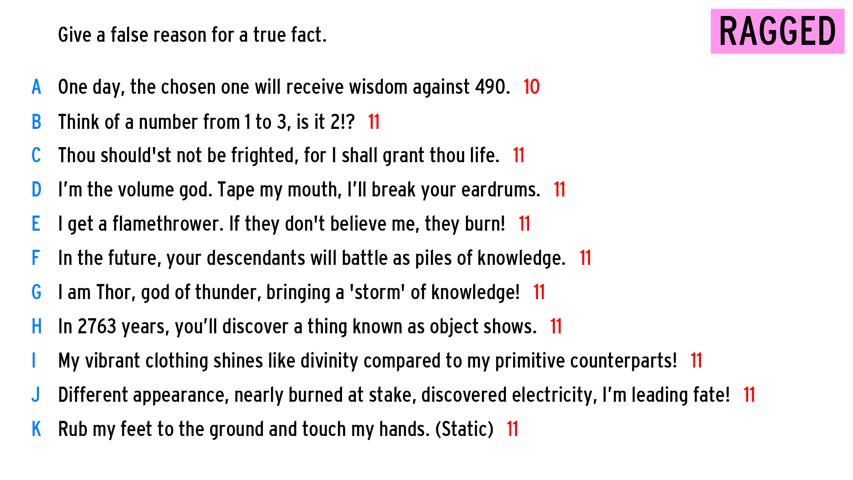 Give a false reason for a true fact.
RAGGED
A One day, the chosen one will receive wisdom against 490. 10
B Think of a number from 1 to 3, is it 2!? 11
C Thou should'st not be frighted, for I shall grant thou life. 11
D I’m the volume god. Tape my mouth, I’ll break your eardrums. 11
E I get a flamethrower. If they don't believe me, they burn! 11
F In the future, your descendants will battle as piles of knowledge. 11
G I am Thor, god of thunder, bringing a 'storm' of knowledge! 11
H In 2763 years, you’ll discover a thing known as object shows. 11
I My vibrant clothing shines like divinity compared to my primitive counterparts! 11
J Different appearance, nearly burned at stake, discovered electricity, I’m leading fate! 11
K Rub my feet to the ground and touch my hands. (Static) 11